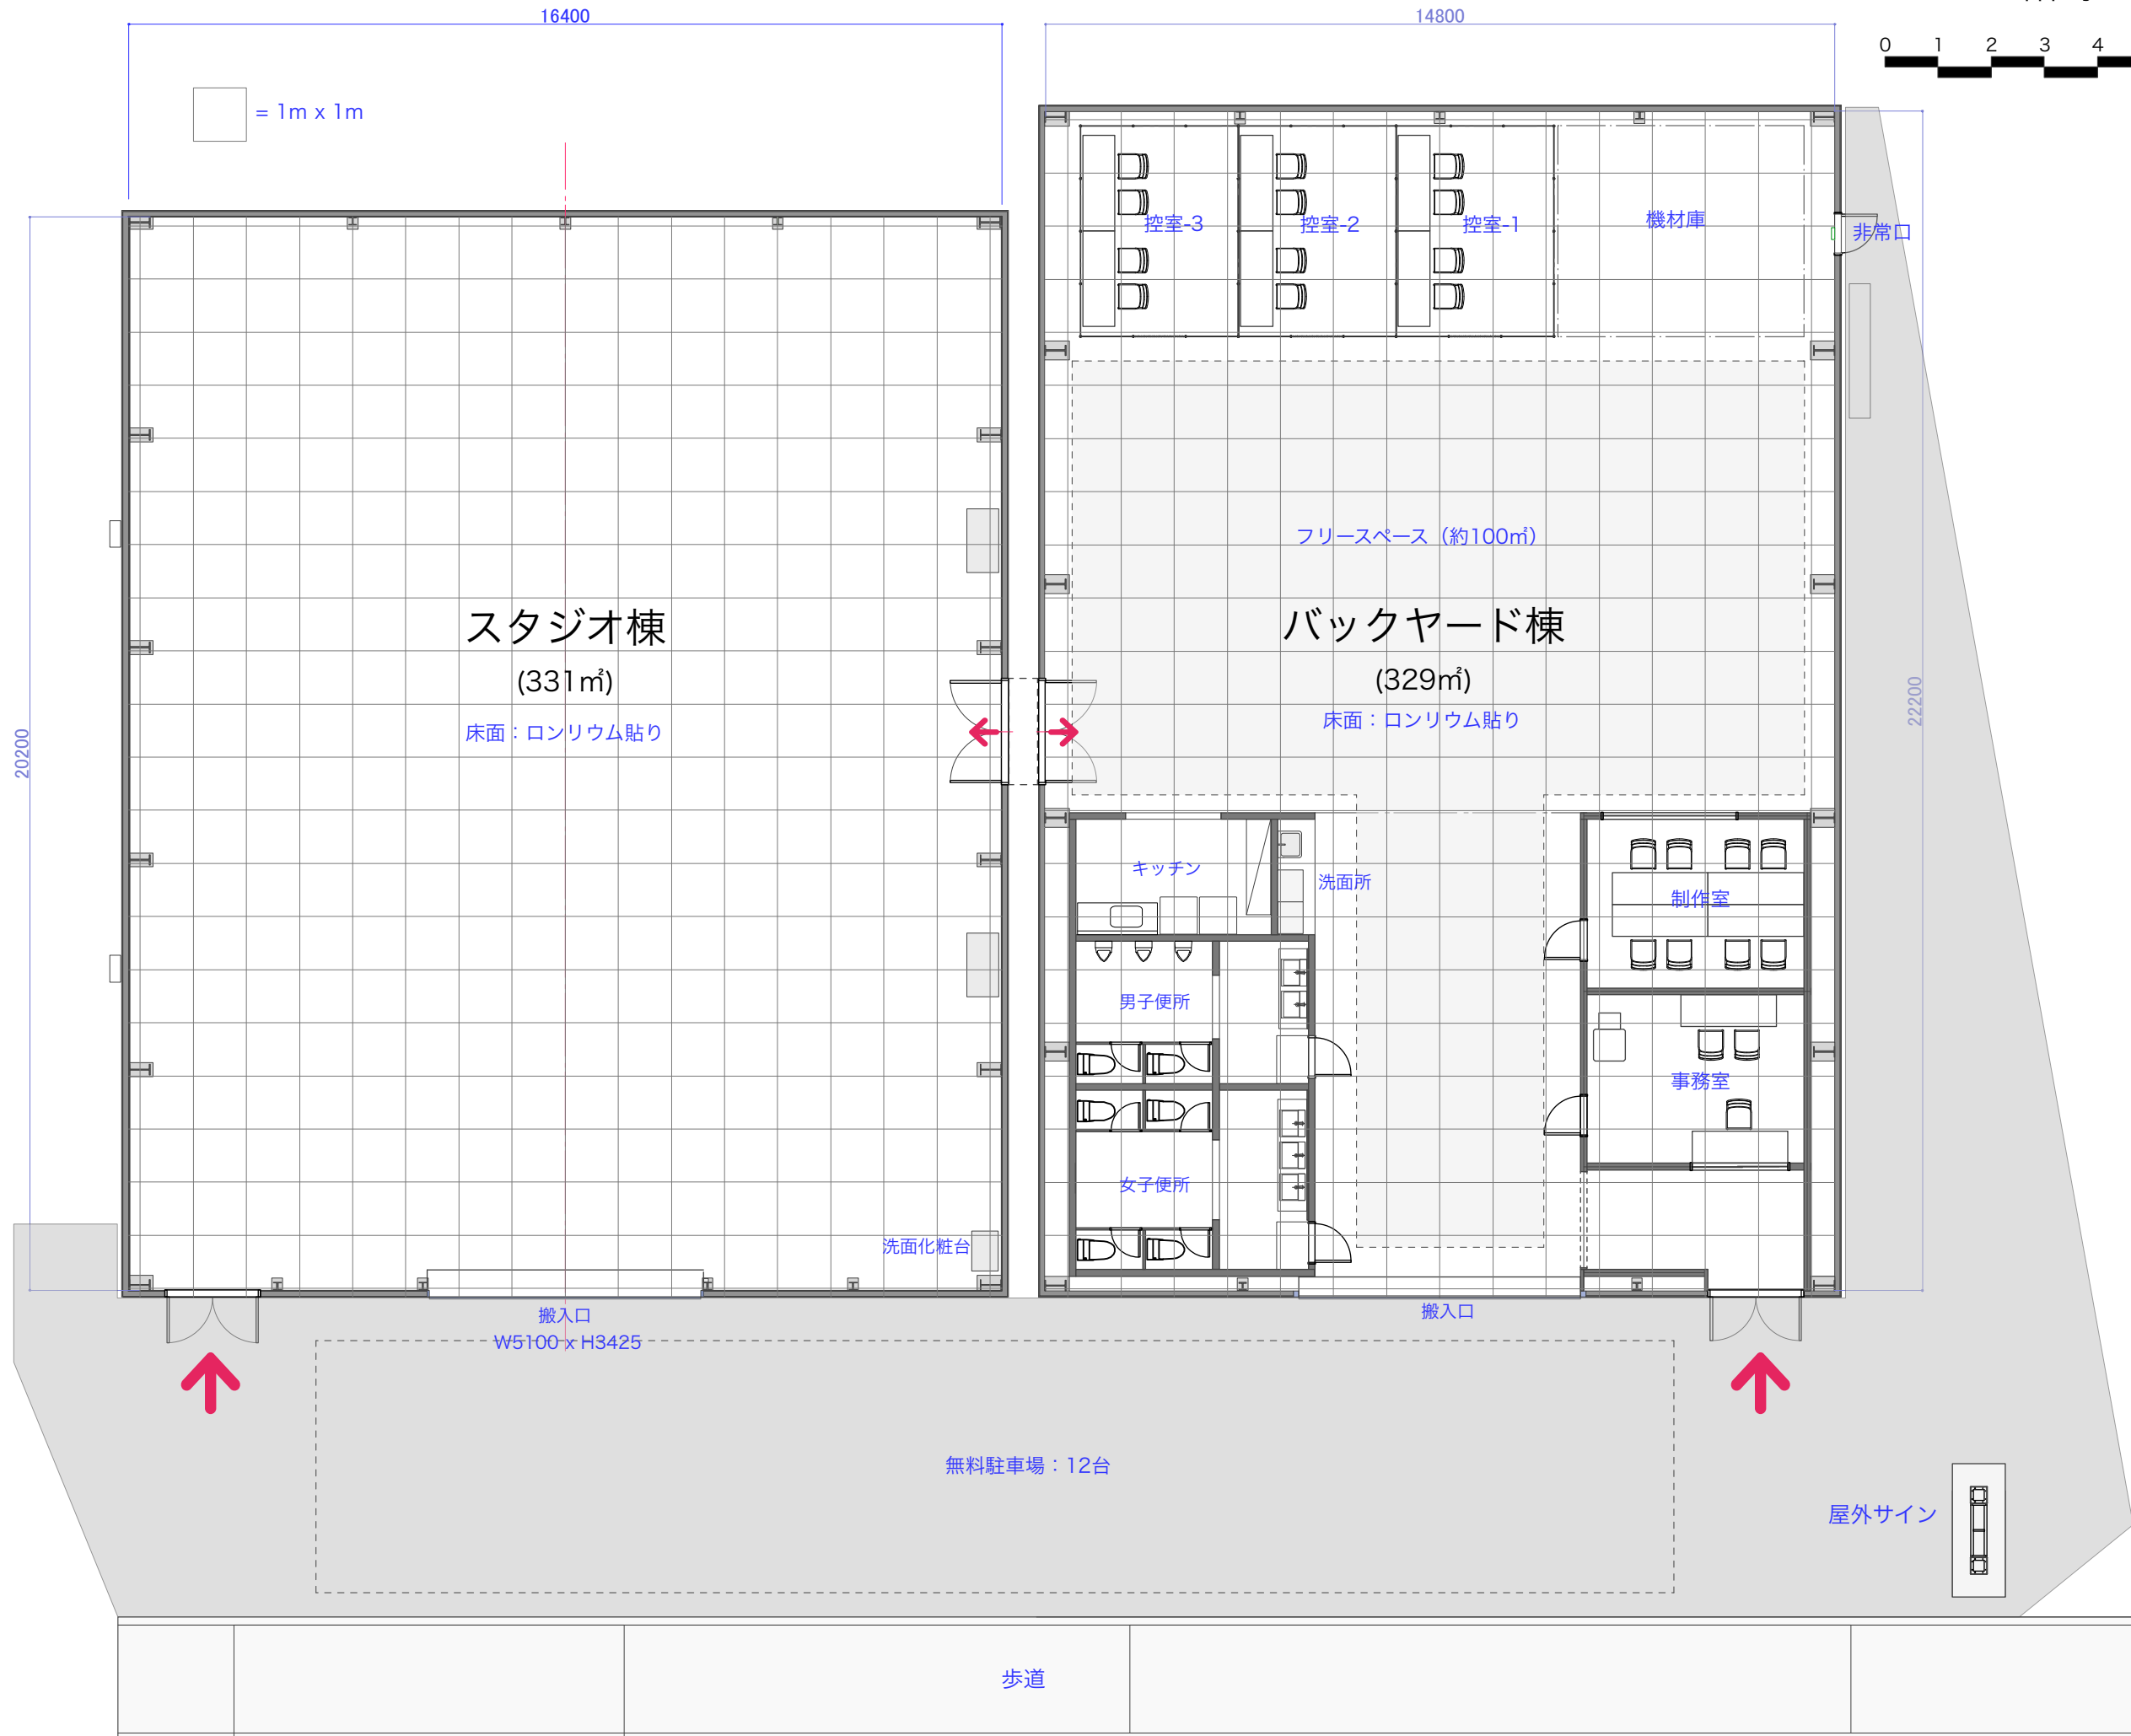 16400
14800
0 1 2 3 4
= 1m x 1m
控室-3
控室-2
控室-1
機材庫
非常口
フリースペース（約100㎡）
スタジオ棟
(331㎡)
床面：ロンリウム貼り
バックヤード棟
(329㎡)
床面：ロンリウム貼り
20200
22200
キッチン
洗面所
制作室
男子便所
事務室
女子便所
洗面化粧台
搬入口
W5100 x H3425
搬入口
無料駐車場：12台
屋外サイン
歩道